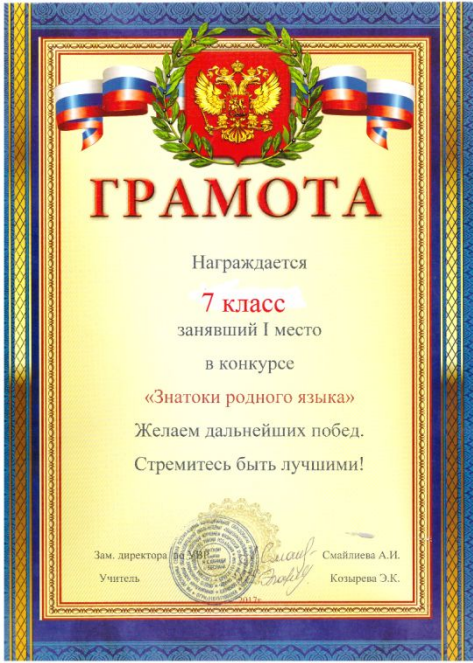 ГРАМОТА
Награждается
7 класс
занявший I место
в конкурсе
«Знатоки родного языка»
Желаем дальнейших побед.
Стремитесь быть лучшими!
Зам. директора по УВР Смайлиева А.И.
Учитель Козырева Э.К.
2017г